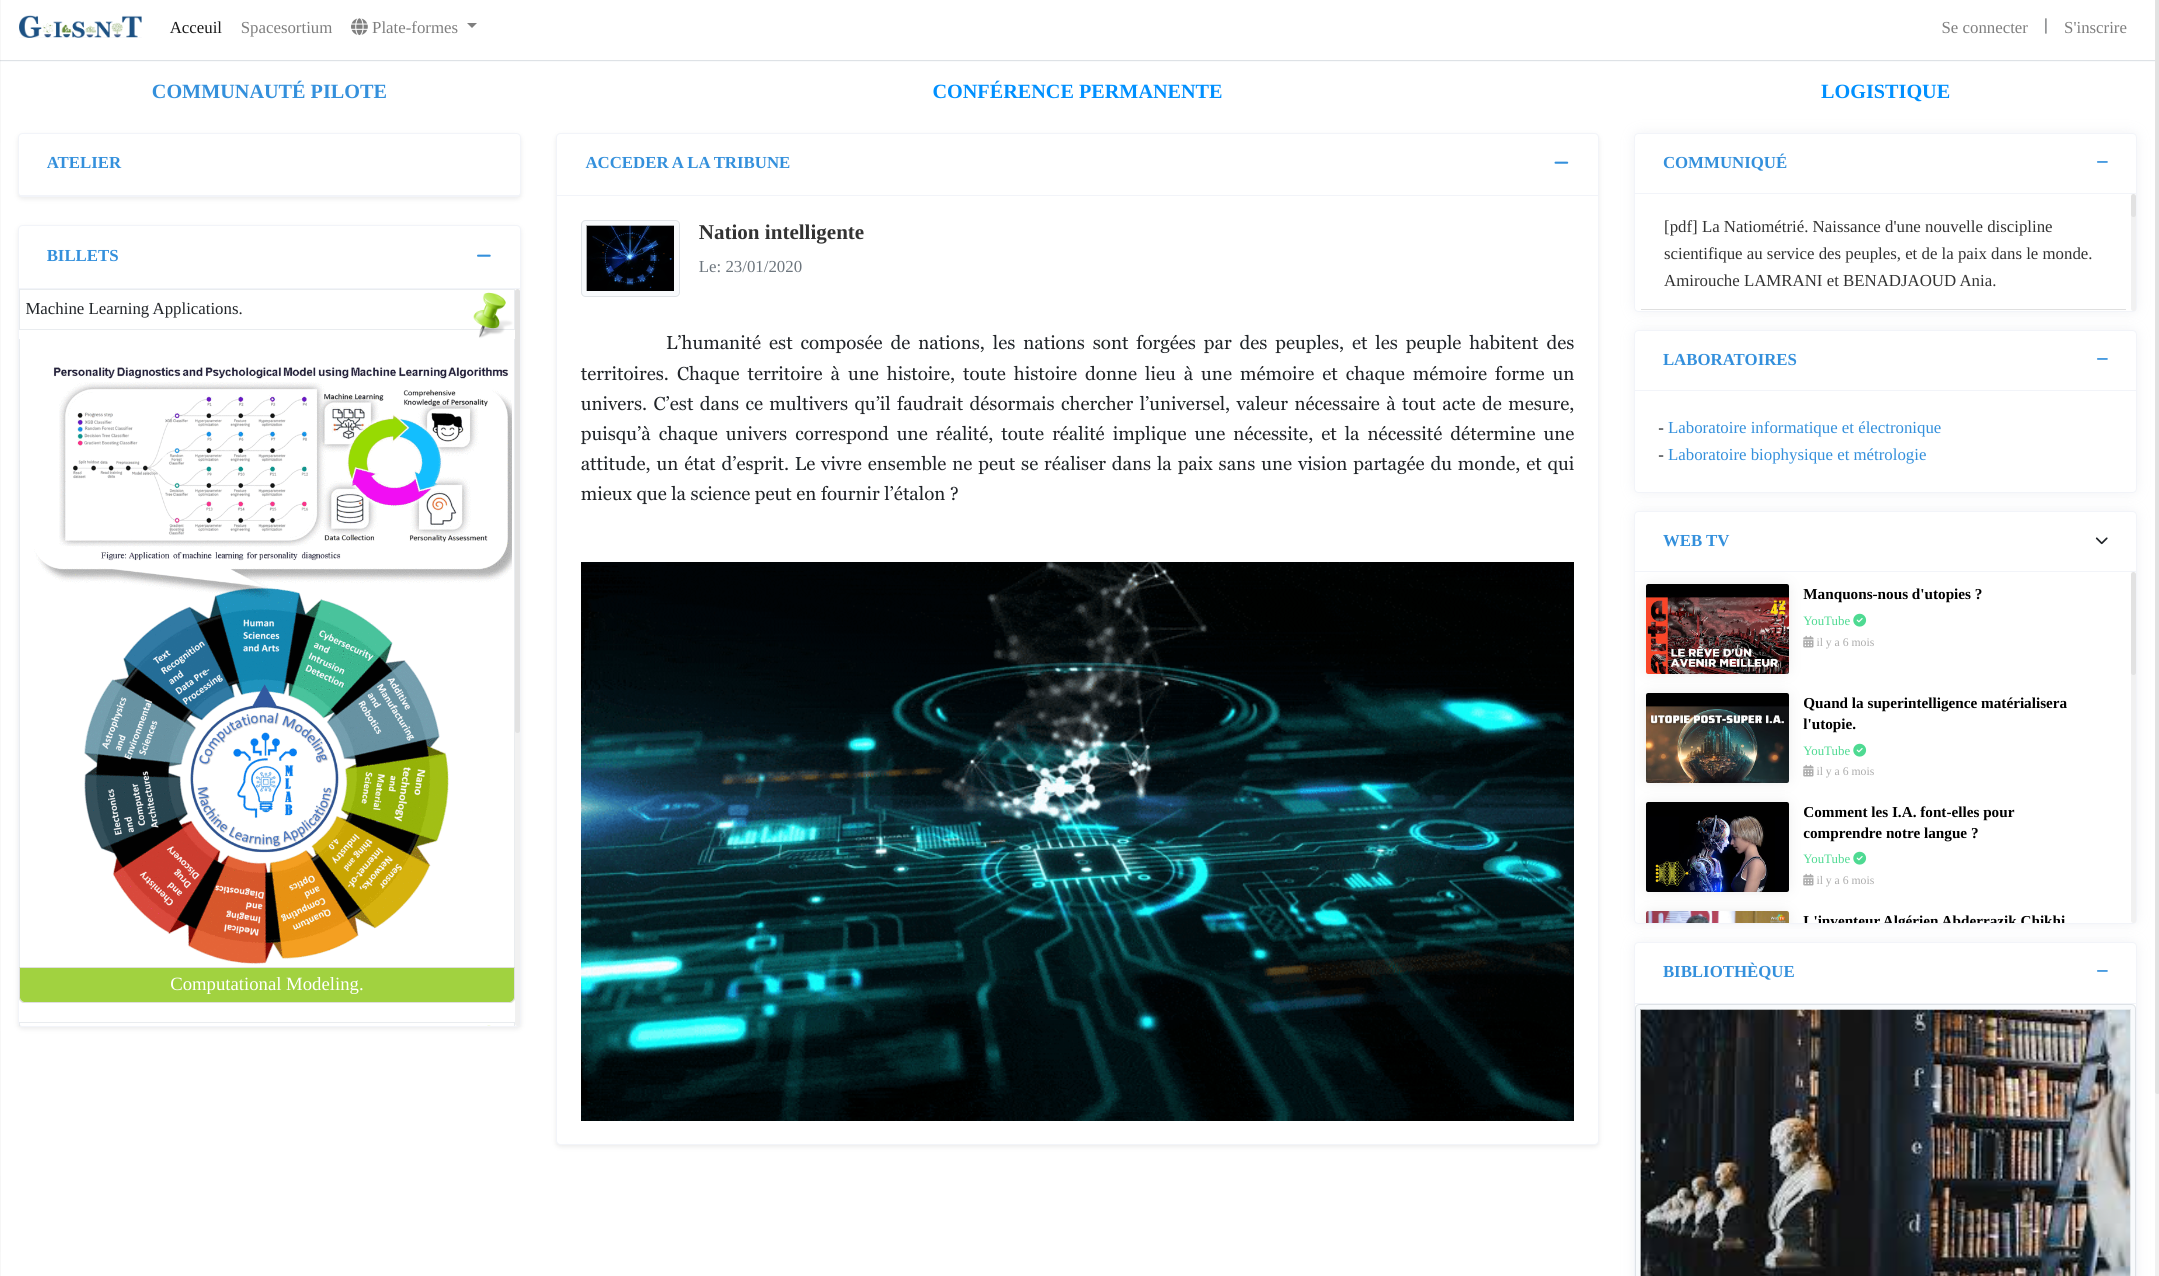 G.I.S.N.T
Acceuil
Spacesortium
Plate-formes
Se connecter
|
S'inscrire
COMMUNAUTÉ PILOTE
ATELIER
BILLETS
Machine Learning Applications.
Personality Diagnostics and Psychological Model using Machine Learning Algorithms
Machine Learning
Comprehensive
Knowledge of Personality
Data Collection
Personality Assessment
Figure: Application of machine learning for personality diagnostics
Human
Sciences
and Arts
Cybersecurity
and
Intrusion
Detection
Additive
Manufacturing
and
Robotics
Nano
technology
and
Material
Science
Sensor
Networks,
Internet-of-
thing and
Industry
4.0
Quantum
Computing
and
Optics
Medical
Imaging
and
Diagnostics
Chemistry
and
Drug
Discovery
Electronics
and
Computer
Architectures
Astrophysics
and
Environmental
Sciences
Text
Recognition
and
Data Pre-
Processing
Computational Modeling
Machine Learning Applications
MLAB
Computational Modeling.
CONFÉRENCE PERMANENTE
ACCEDER A LA TRIBUNE
Nation intelligente
Le: 23/01/2020
L’humanité est composée de nations, les nations sont forgées par des peuples, et les peuple habitent des
territoires. Chaque territoire à une histoire, toute histoire donne lieu à une mémoire et chaque mémoire forme un
univers. C’est dans ce multivers qu’il faudrait désormais chercher l’universel, valeur nécessaire à tout acte de mesure,
puisqu’à chaque univers correspond une réalité, toute réalité implique une nécessite, et la nécessité détermine une
attitude, un état d’esprit. Le vivre ensemble ne peut se réaliser dans la paix sans une vision partagée du monde, et qui
mieux que la science peut en fournir l’étalon ?
LOGISTIQUE
COMMUNIQUÉ
[pdf] La Natiométrié. Naissance d'une nouvelle discipline
scientifique au service des peuples, et de la paix dans le monde.
Amirouche LAMRANI et BENADJAOUD Ania.
LABORATOIRES
- Laboratoire informatique et électronique
- Laboratoire biophysique et métrologie
WEB TV
42
LE RÊVE D'UN
AVENIR MEILLEUR
Manquons-nous d'utopies ?
YouTube
il y a 6 mois
UTOPIE POST-SUPER I.A.
Quand la superintelligence matérialisera
l'utopie.
YouTube
il y a 6 mois
Comment les I.A. font-elles pour
comprendre notre langue ?
YouTube
il y a 6 mois
L'inventeur Algérien Abderrazik Chikhi
BIBLIOTHÈQUE
g
f
e
d